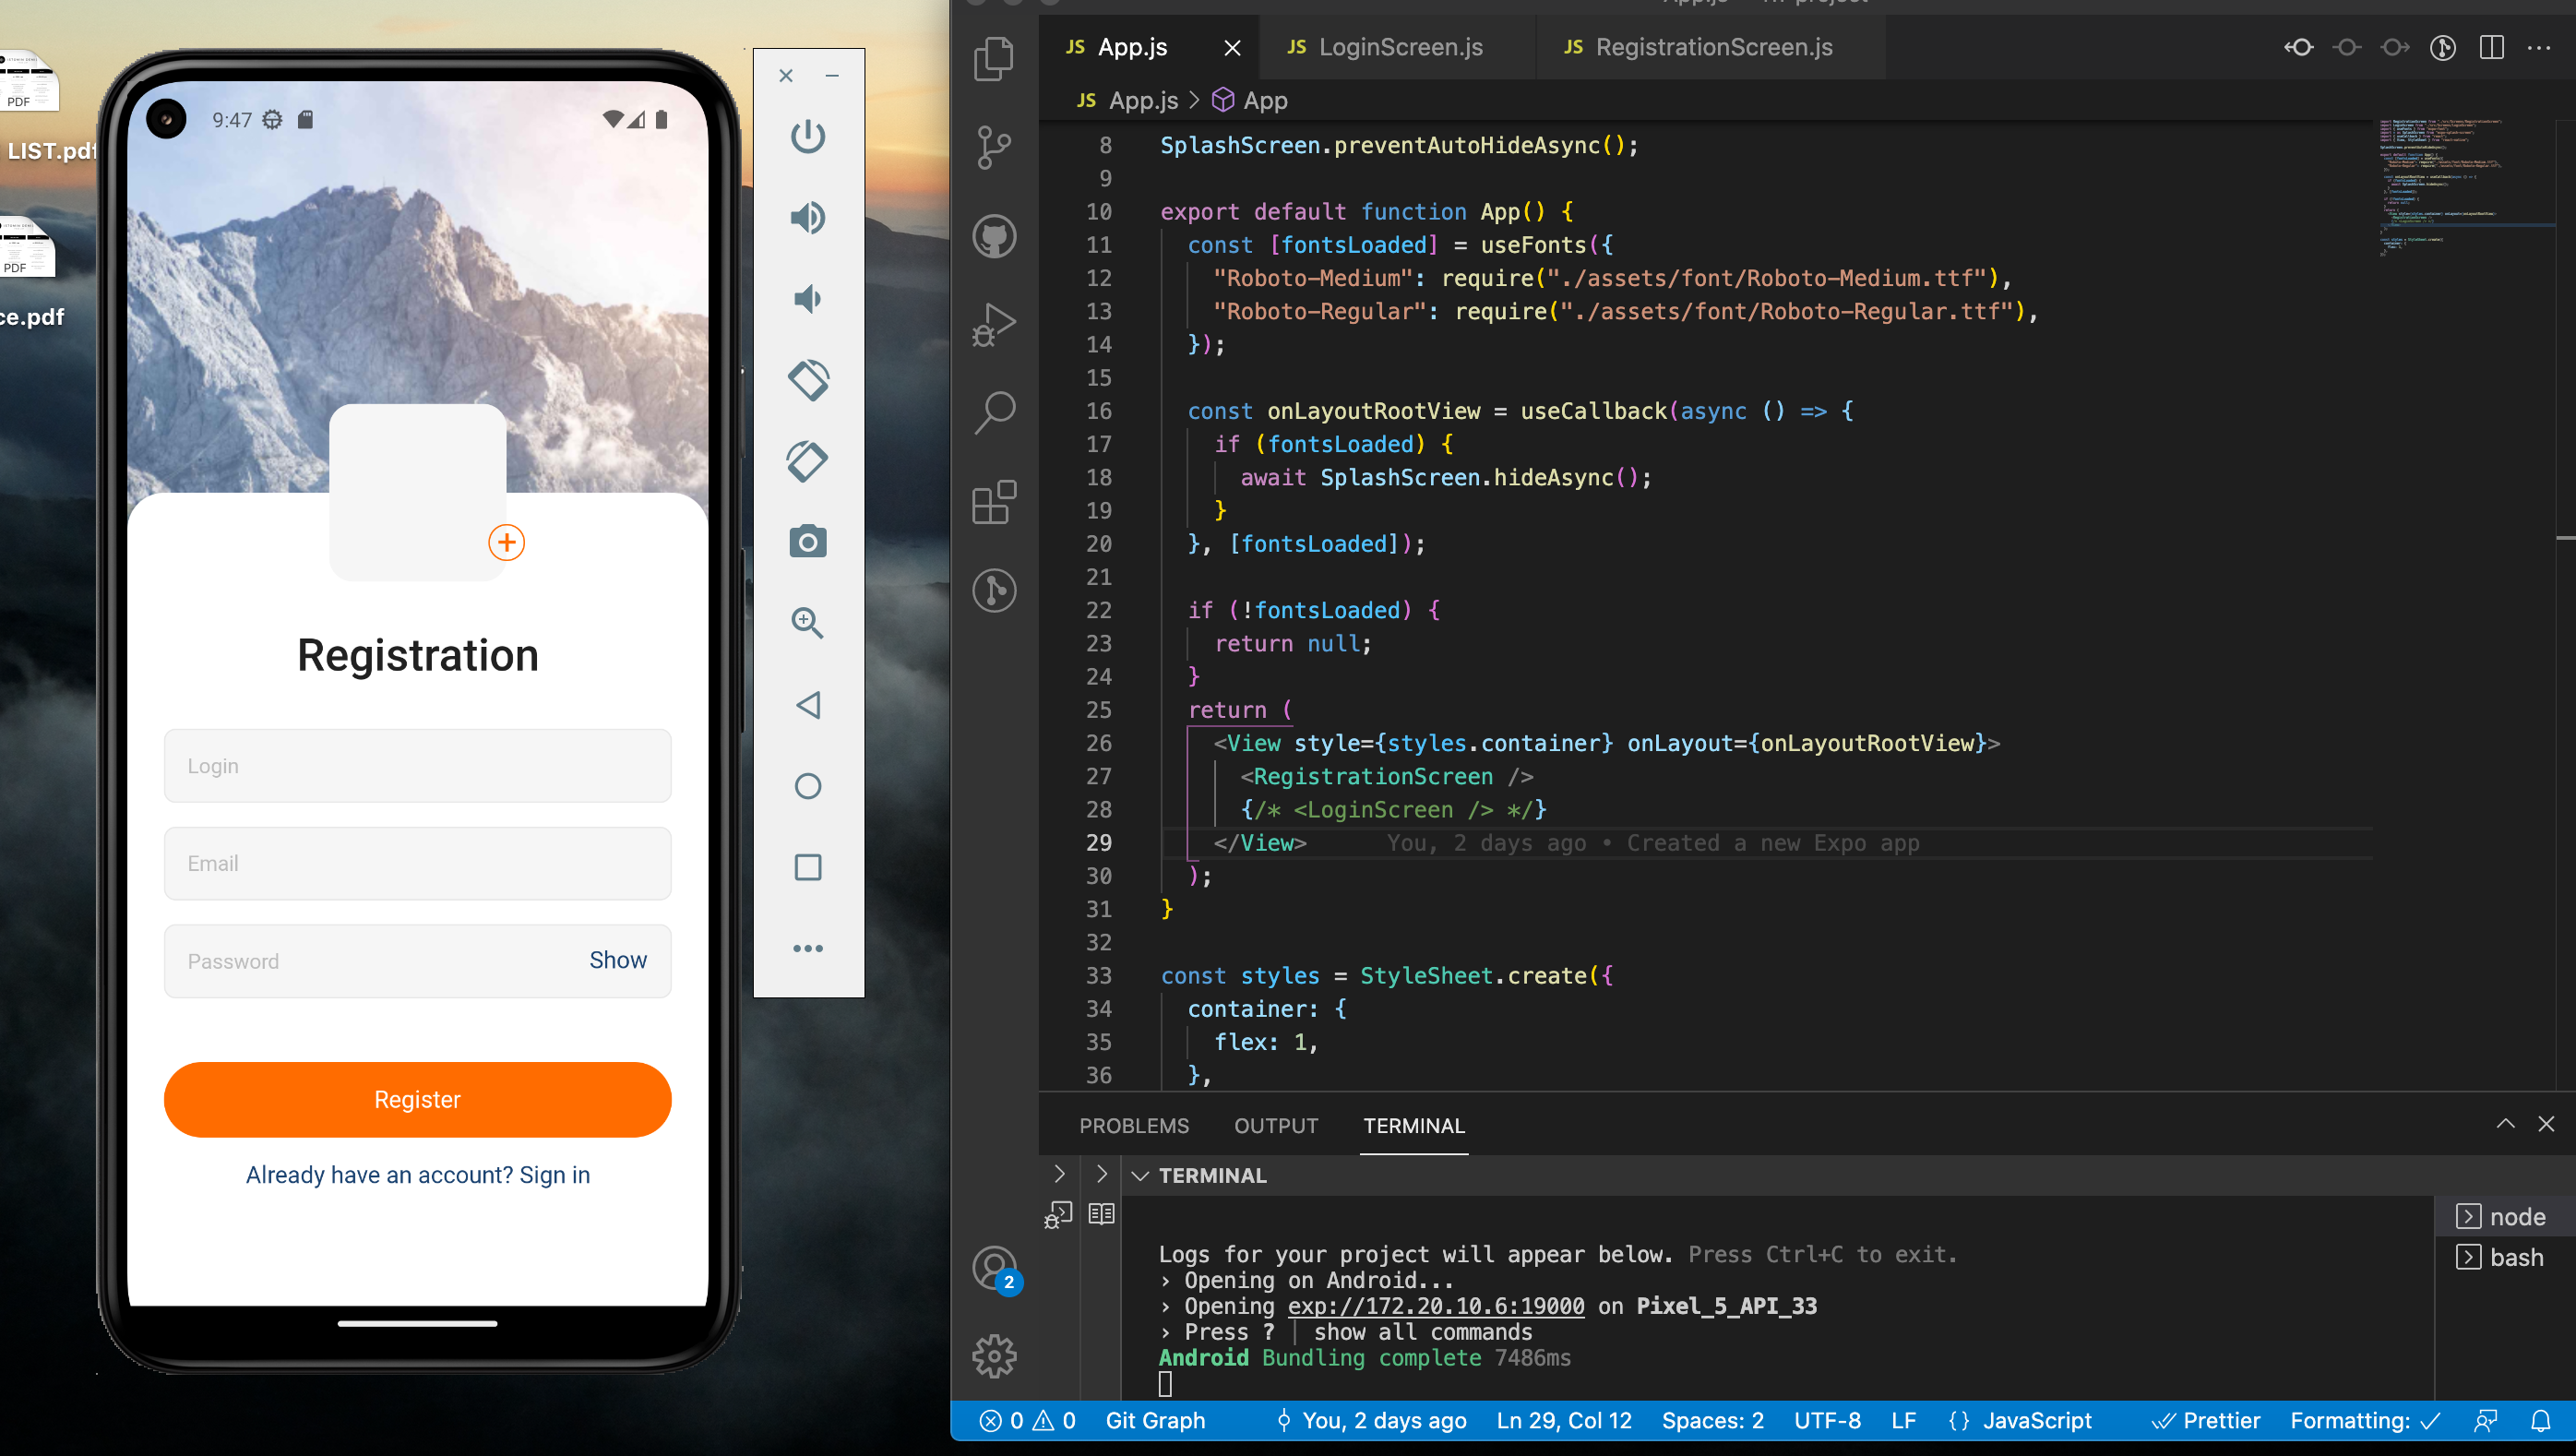 PDF
LIST.pdf
PDF
ce.pdf
9:47
Registration
Login
Email
Password
Show
Register
Already have an account? Sign in
JS App.js
JS LoginScreen.js
JS RegistrationScreen.js
JS App.js > App
8 SplashScreen.preventAutoHideAsync();
9
10 export default function App() {
11 const [fontsLoaded] = useFonts({
12 "Roboto-Medium": require("./assets/font/Roboto-Medium.ttf"),
13 "Roboto-Regular": require("./assets/font/Roboto-Regular.ttf"),
14 });
15
16 const onLayoutRootView = useCallback(async () => {
17 if (fontsLoaded) {
18 await SplashScreen.hideAsync();
19 }
20 }, [fontsLoaded]);
21
22 if (!fontsLoaded) {
23 return null;
24 }
25 return (
26 <View style={styles.container} onLayout={onLayoutRootView}>
27 <RegistrationScreen />
28 {/* <LoginScreen /> */}
29 </View> You, 2 days ago • Created a new Expo app
30 );
31 }
32
33 const styles = StyleSheet.create({
34 container: {
35 flex: 1,
36 },
PROBLEMS OUTPUT TERMINAL
TERMINAL
Logs for your project will appear below. Press Ctrl+C to exit.
› Opening on Android...
› Opening exp://172.20.10.6:19000 on Pixel_5_API_33
› Press ? │ show all commands
Android Bundling complete 7486ms
node
bash
2
0 0 Git Graph You, 2 days ago Ln 29, Col 12 Spaces: 2 UTF-8 LF {} JavaScript Prettier Formatting: ✓